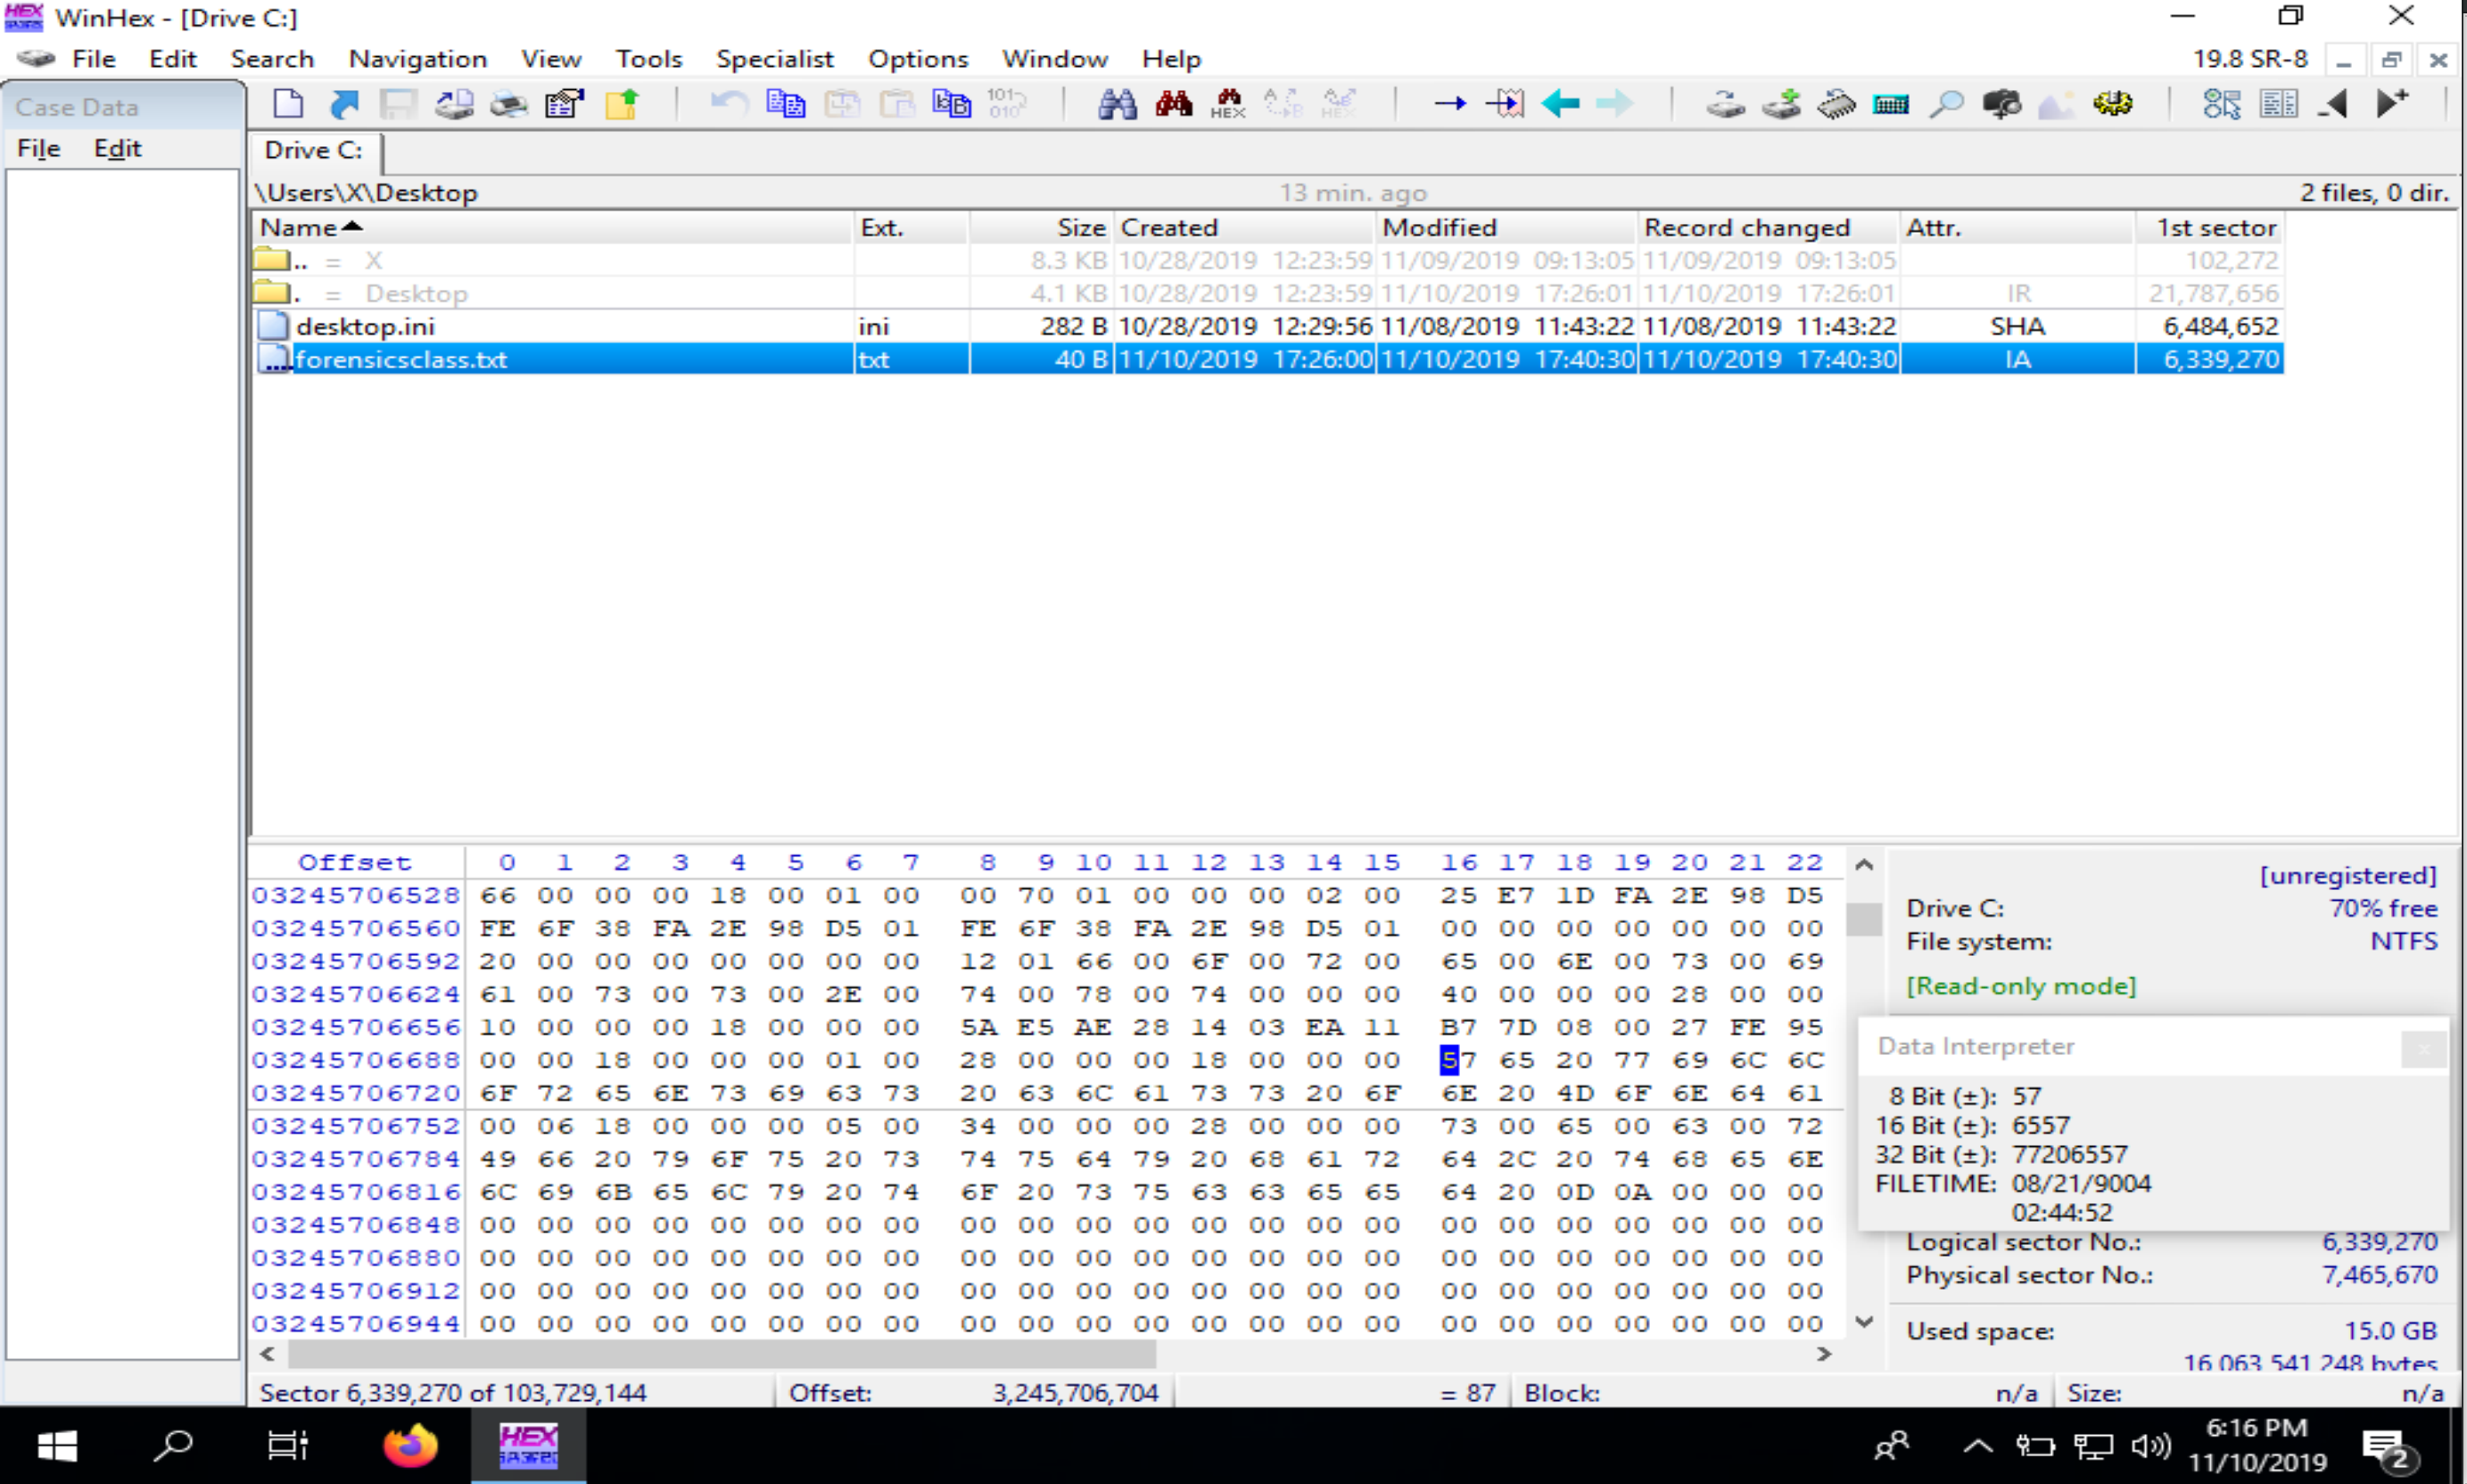 WinHex - [Drive C:]
File Edit Search Navigation View Tools Specialist Options Window Help 19.8 SR-8
Case Data
File Edit
Drive C:
\Users\X\Desktop 13 min. ago 2 files, 0 dir.
Name Ext. Size Created Modified Record changed Attr. 1st sector
.. = X 8.3 KB 10/28/2019 12:23:59 11/09/2019 09:13:05 11/09/2019 09:13:05 102,272
. = Desktop 4.1 KB 10/28/2019 12:23:59 11/10/2019 17:26:01 11/10/2019 17:26:01 IR 21,787,656
desktop.ini ini 282 B 10/28/2019 12:29:56 11/08/2019 11:43:22 11/08/2019 11:43:22 SHA 6,484,652
forensicsclass.txt txt 40 B 11/10/2019 17:26:00 11/10/2019 17:40:30 11/10/2019 17:40:30 IA 6,339,270
Offset 0 1 2 3 4 5 6 7 8 9 10 11 12 13 14 15 16 17 18 19 20 21 22
03245706528 66 00 00 00 18 00 01 00 00 70 01 00 00 00 02 00 25 E7 1D FA 2E 98 D5
03245706560 FE 6F 38 FA 2E 98 D5 01 FE 6F 38 FA 2E 98 D5 01 00 00 00 00 00 00 00
03245706592 20 00 00 00 00 00 00 00 12 01 66 00 6F 00 72 00 65 00 6E 00 73 00 69
03245706624 61 00 73 00 73 00 2E 00 74 00 78 00 74 00 00 00 40 00 00 00 28 00 00
03245706656 10 00 00 00 18 00 00 00 5A E5 AE 28 14 03 EA 11 B7 7D 08 00 27 FE 95
03245706688 00 00 18 00 00 00 01 00 28 00 00 00 18 00 00 00 57 65 20 77 69 6C 6C
03245706720 6F 72 65 6E 73 69 63 73 20 63 6C 61 73 73 20 6F 6E 20 4D 6F 6E 64 61
03245706752 00 06 18 00 00 00 05 00 34 00 00 00 28 00 00 00 73 00 65 00 63 00 72
03245706784 49 66 20 79 6F 75 20 73 74 75 64 79 20 68 61 72 64 2C 20 74 68 65 6E
03245706816 6C 69 6B 65 6C 79 20 74 6F 20 73 75 63 63 65 65 64 20 0D 0A 00 00 00
03245706848 00 00 00 00 00 00 00 00 00 00 00 00 00 00 00 00 00 00 00 00 00 00 00
03245706880 00 00 00 00 00 00 00 00 00 00 00 00 00 00 00 00 00 00 00 00 00 00 00
03245706912 00 00 00 00 00 00 00 00 00 00 00 00 00 00 00 00 00 00 00 00 00 00 00
03245706944 00 00 00 00 00 00 00 00 00 00 00 00 00 00 00 00 00 00 00 00 00 00 00
[unregistered]
Drive C: 70% free
File system: NTFS
[Read-only mode]
Data Interpreter
8 Bit (±): 57
16 Bit (±): 6557
32 Bit (±): 77206557
FILETIME: 08/21/9004
02:44:52
Logical sector No.: 6,339,270
Physical sector No.: 7,465,670
Used space: 15.0 GB
16,063,541,248 bytes
Sector 6,339,270 of 103,729,144 Offset: 3,245,706,704 = 87 Block: n/a Size: n/a
6:16 PM
11/10/2019
2